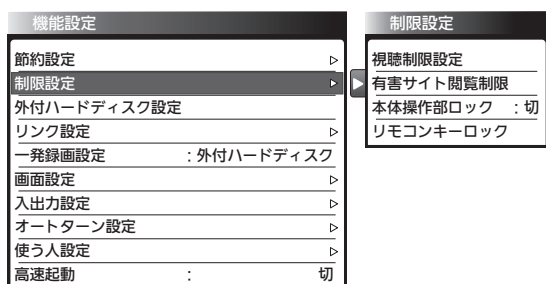 機能設定
節約設定
制限設定
外付ハードディスク設定
リンク設定
一発録画設定 : 外付ハードディスク
画面設定
入出力設定
オートターン設定
使う人設定
高速起動 : 切
制限設定
視聴制限設定
有害サイト閲覧制限
本体操作部ロック : 切
リモコンキーロック